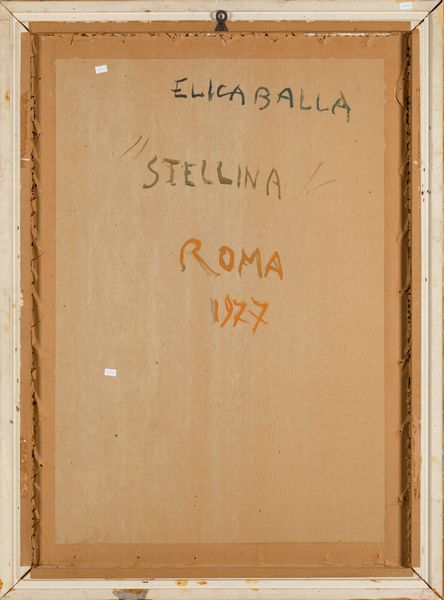 ELICA BALLA
"STELLINA"
ROMA
1977